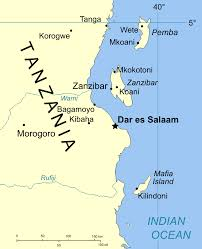 40°
Tanga
5°
Wete
Pemba
Korogwe
Mkoani
TANZANIA
Mkokotoni
Zanzibar
Zanzibar
Koani
Wami
Bagamoyo
Kibaha
Dar es Salaam
Morogoro
Mafia
Island
Rufiji
Kilindoni
INDIAN
OCEAN